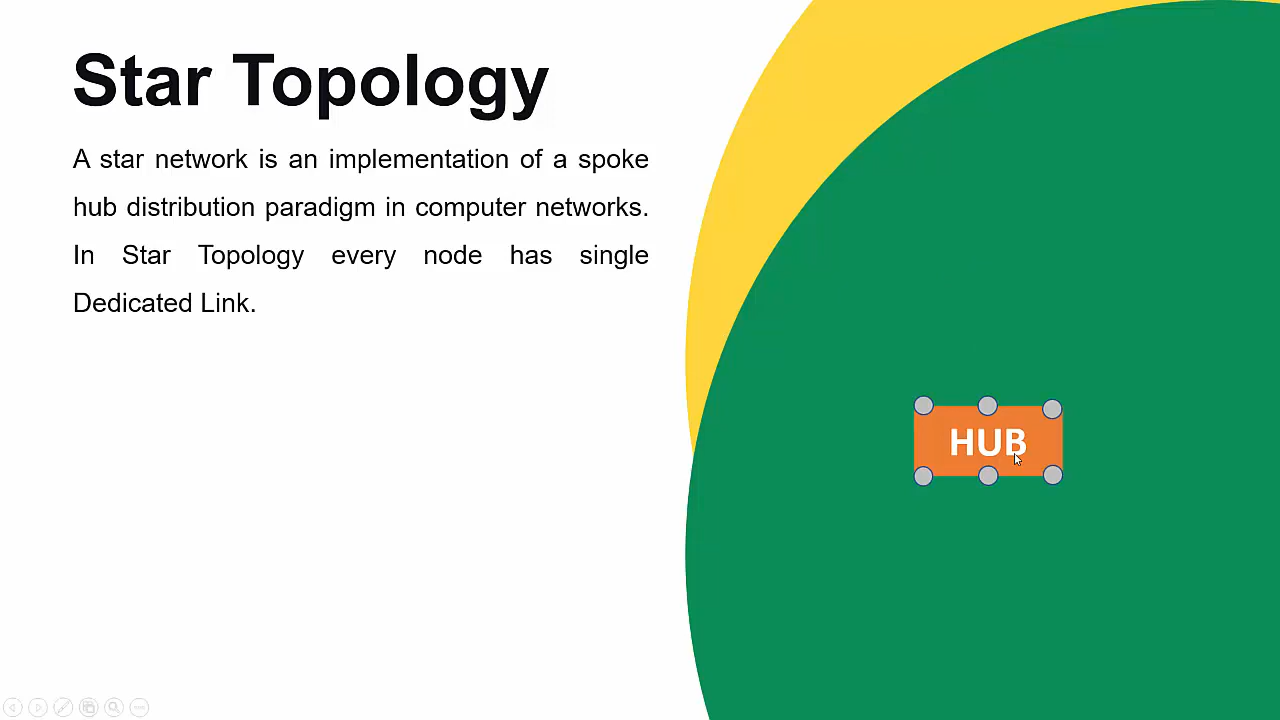 Star Topology
A star network is an implementation of a spoke
hub distribution paradigm in computer networks.
In Star Topology every node has single
Dedicated Link.
HUB